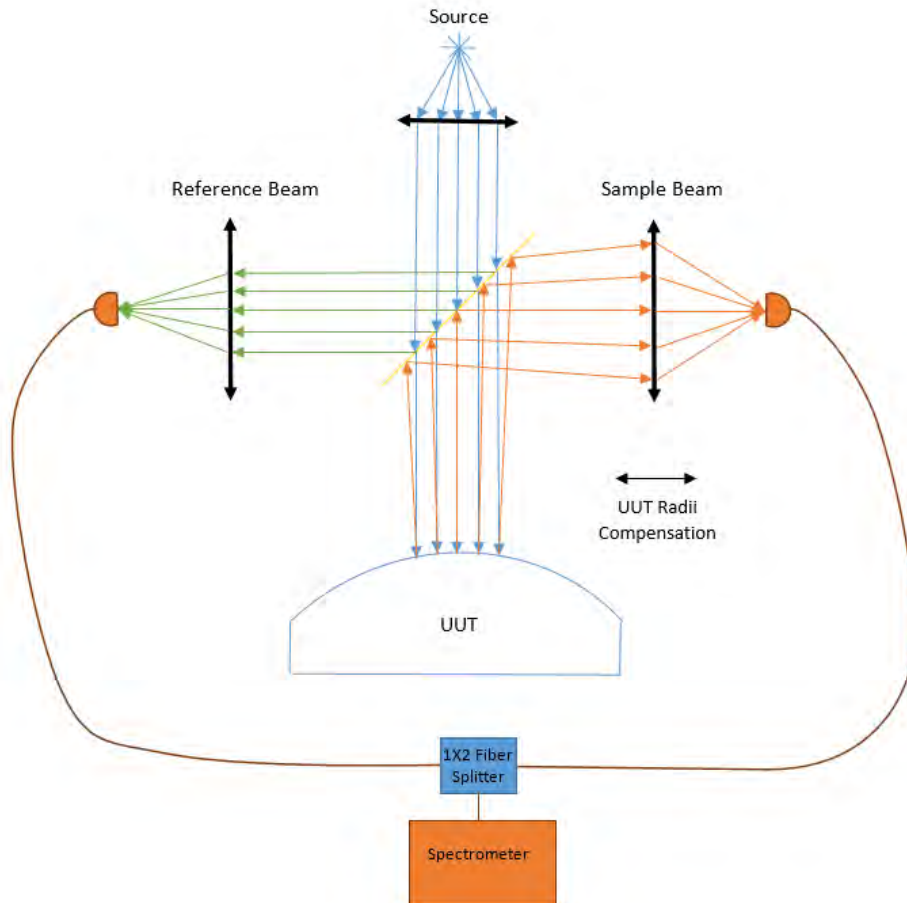 Source
Reference Beam
Sample Beam
UUT Radii
Compensation
UUT
1X2 Fiber
Splitter
Spectrometer